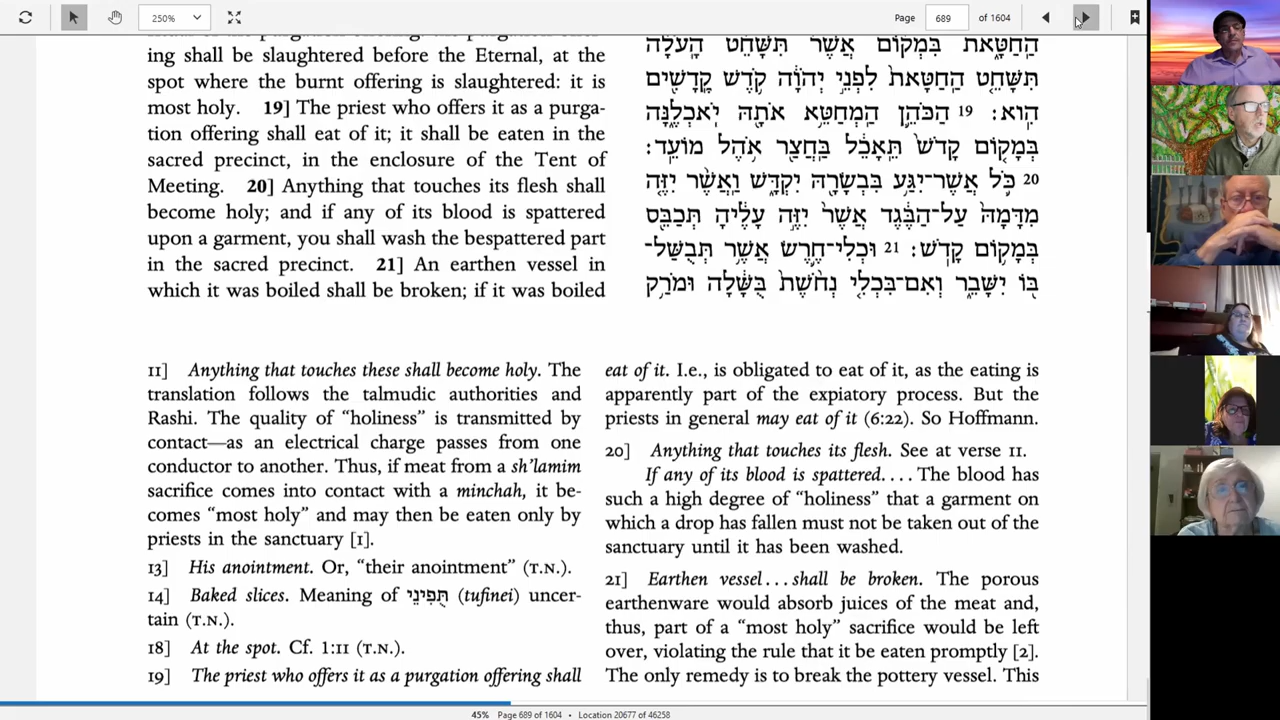 250%
Page 689 of 1604
ing shall be slaughtered before the Eternal, at the
spot where the burnt offering is slaughtered: it is
most holy. 19] The priest who offers it as a purga-
tion offering shall eat of it; it shall be eaten in the
sacred precinct, in the enclosure of the Tent of
Meeting. 20] Anything that touches its flesh shall
become holy; and if any of its blood is spattered
upon a garment, you shall wash the bespattered part
in the sacred precinct. 21] An earthen vessel in
which it was boiled shall be broken; if it was boiled
הַֽחַטָּ֑את בִּמְק֡וֹם אֲשֶׁר֩ תִּשָּׁחֵ֨ט הָֽעֹלָ֜ה
תִּשָּׁחֵ֤ט הַֽחַטָּאת֙ לִפְנֵ֣י יְהֹוָ֔ה קֹ֥דֶשׁ קׇֽדָשִׁ֖ים
הִֽוא׃ 19 הַכֹּהֵ֛ן הַֽמְחַטֵּ֥א אֹתָ֖הּ יֹאכְלֶ֑נָּה
בְּמָק֤וֹם קָדֹשׁ֙ תֵּֽאָכֵ֔ל בַּחֲצַ֖ר אֹ֥הֶל מוֹעֵֽד׃
20 כֹּ֛ל אֲשֶׁר־יִגַּ֥ע בִּבְשָׂרָ֖הּ יִקְדָּ֑שׁ וַאֲשֶׁ֨ר יִזֶּ֤ה
מִדָּמָהּ֙ עַל־הַבֶּ֔גֶד אֲשֶׁר֙ יִזֶּ֣ה עָלֶ֔יהָ תְּכַבֵּ֖ס
בְּמָק֥וֹם קָדֹֽשׁ׃ 21 וּכְלִי־חֶ֛רֶשׂ אֲשֶׁ֥ר תְּבֻשַּׁל־
בּ֖וֹ יִשָּׁבֵ֑ר וְאִם־בִּכְלִ֤י נְחֹ֙שֶׁת֙ בֻּשָּׁ֔לָה וּמֹרַ֥ק
11] Anything that touches these shall become holy. The
translation follows the talmudic authorities and
Rashi. The quality of “holiness” is transmitted by
contact—as an electrical charge passes from one
conductor to another. Thus, if meat from a sh’lamim
sacrifice comes into contact with a minchah, it be-
comes “most holy” and may then be eaten only by
priests in the sanctuary [1].
13] His anointment. Or, “their anointment” (T.N.).
14] Baked slices. Meaning of תֻּפִינֵי (tufinei) uncer-
tain (T.N.).
18] At the spot. Cf. 1:11 (T.N.).
19] The priest who offers it as a purgation offering shall
eat of it. I.e., is obligated to eat of it, as the eating is
apparently part of the expiatory process. But the
priests in general may eat of it (6:22). So Hoffmann.
20] Anything that touches its flesh. See at verse 11.
If any of its blood is spattered. . . . The blood has
such a high degree of “holiness” that a garment on
which a drop has fallen must not be taken out of the
sanctuary until it has been washed.
21] Earthen vessel . . . shall be broken. The porous
earthenware would absorb juices of the meat and,
thus, part of a “most holy” sacrifice would be left
over, violating the rule that it be eaten promptly [2].
The only remedy is to break the pottery vessel. This
45% Page 689 of 1604 • Location 20677 of 46258